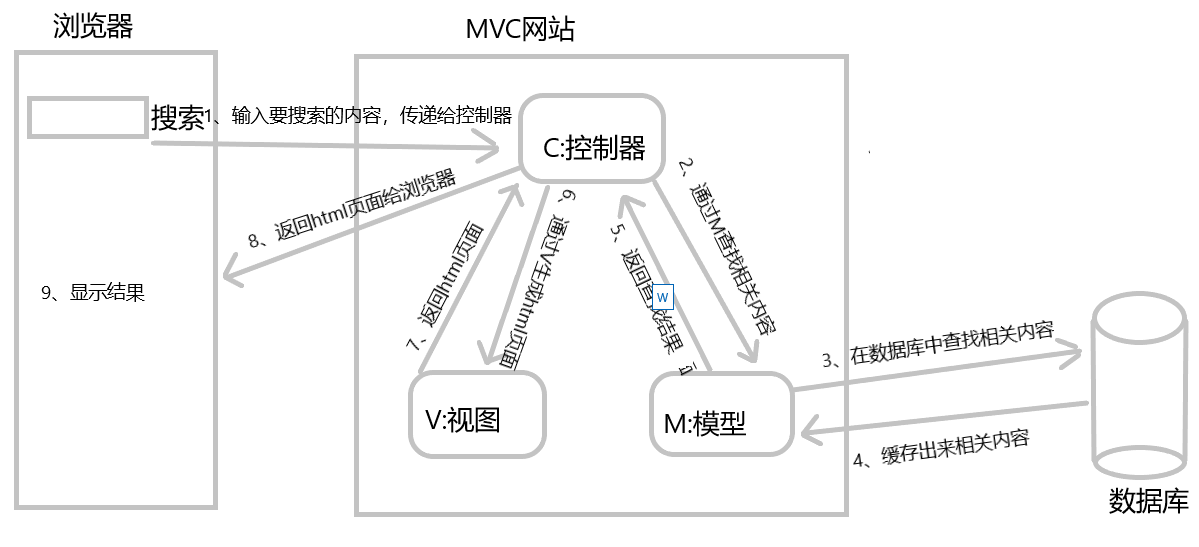 浏览器
MVC网站
搜索
1、输入要搜索的内容，传递给控制器
C:控制器
2、通过M查找相关内容
8、返回html页面给浏览器
6、通过V生成html页面
7、返回html页面
5、返回查找结果
W
9、显示结果
3、在数据库中查找相关内容
V:视图
M:模型
4、缓存出来相关内容
数据库